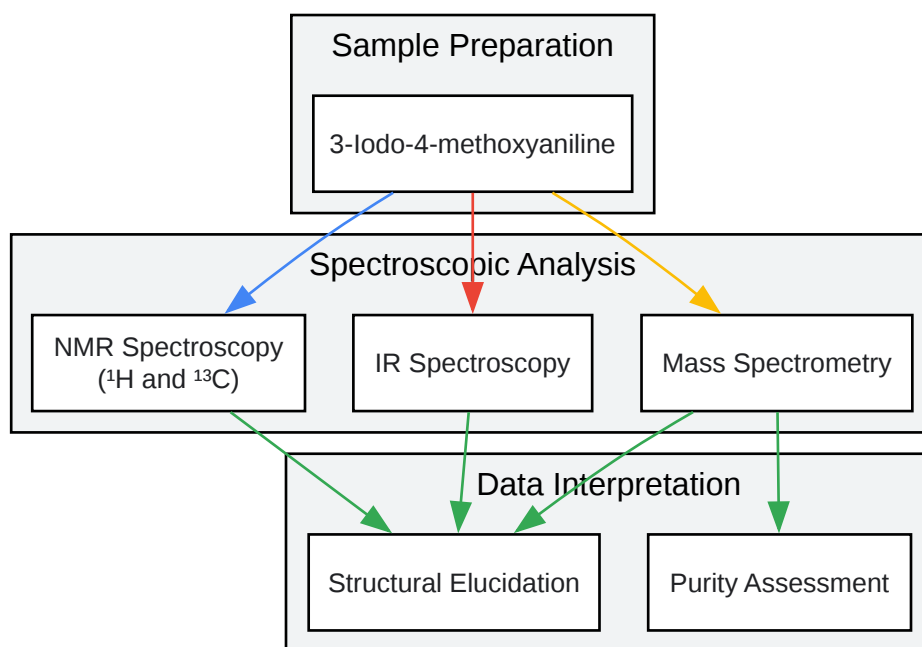 Sample Preparation
3-Iodo-4-methoxyaniline
Spectroscopic Analysis
NMR Spectroscopy
(¹H and ¹³C)
IR Spectroscopy
Mass Spectrometry
Data Interpretation
Structural Elucidation
Purity Assessment